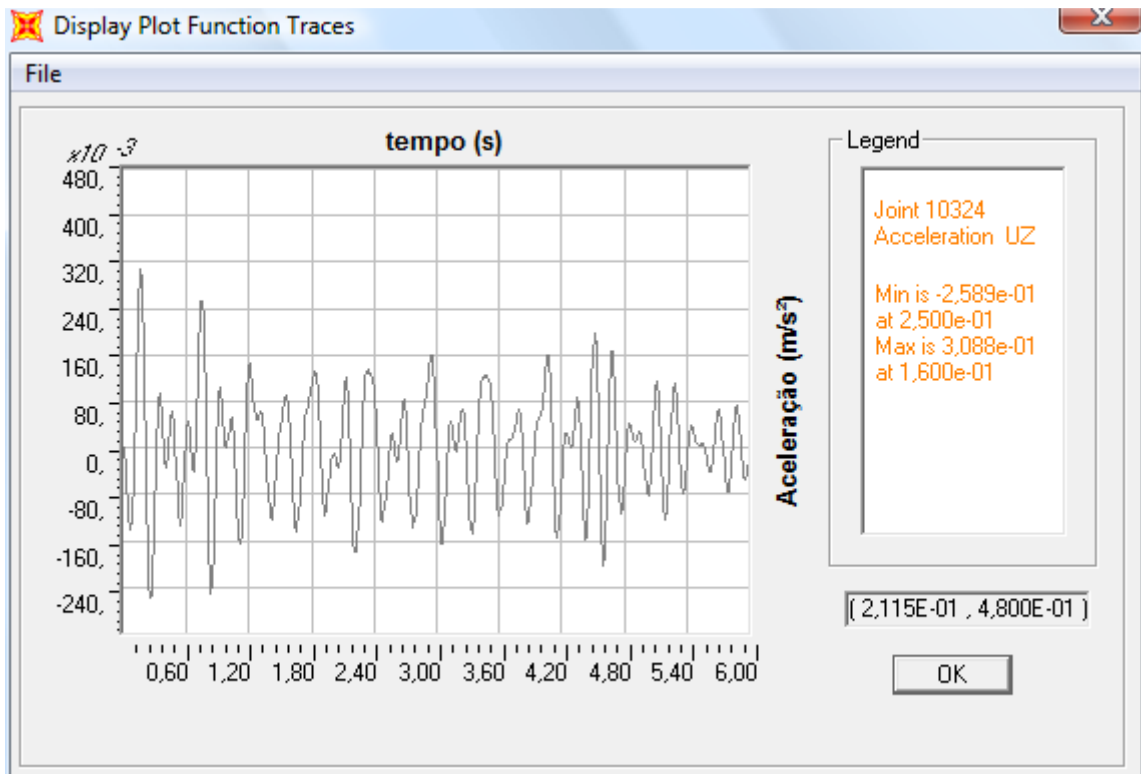 Display Plot Function Traces
X
File
tempo (s)
x10 -3
480,
400,
320,
240,
160,
80,
0,
-80,
-160,
-240,
0,60 1,20 1,80 2,40 3,00 3,60 4,20 4,80 5,40 6,00
Aceleração (m/s²)
Legend
Joint 10324
Acceleration UZ
Min is -2,589e-01
at 2,500e-01
Max is 3,088e-01
at 1,600e-01
( 2,115E-01 , 4,800E-01 )
OK